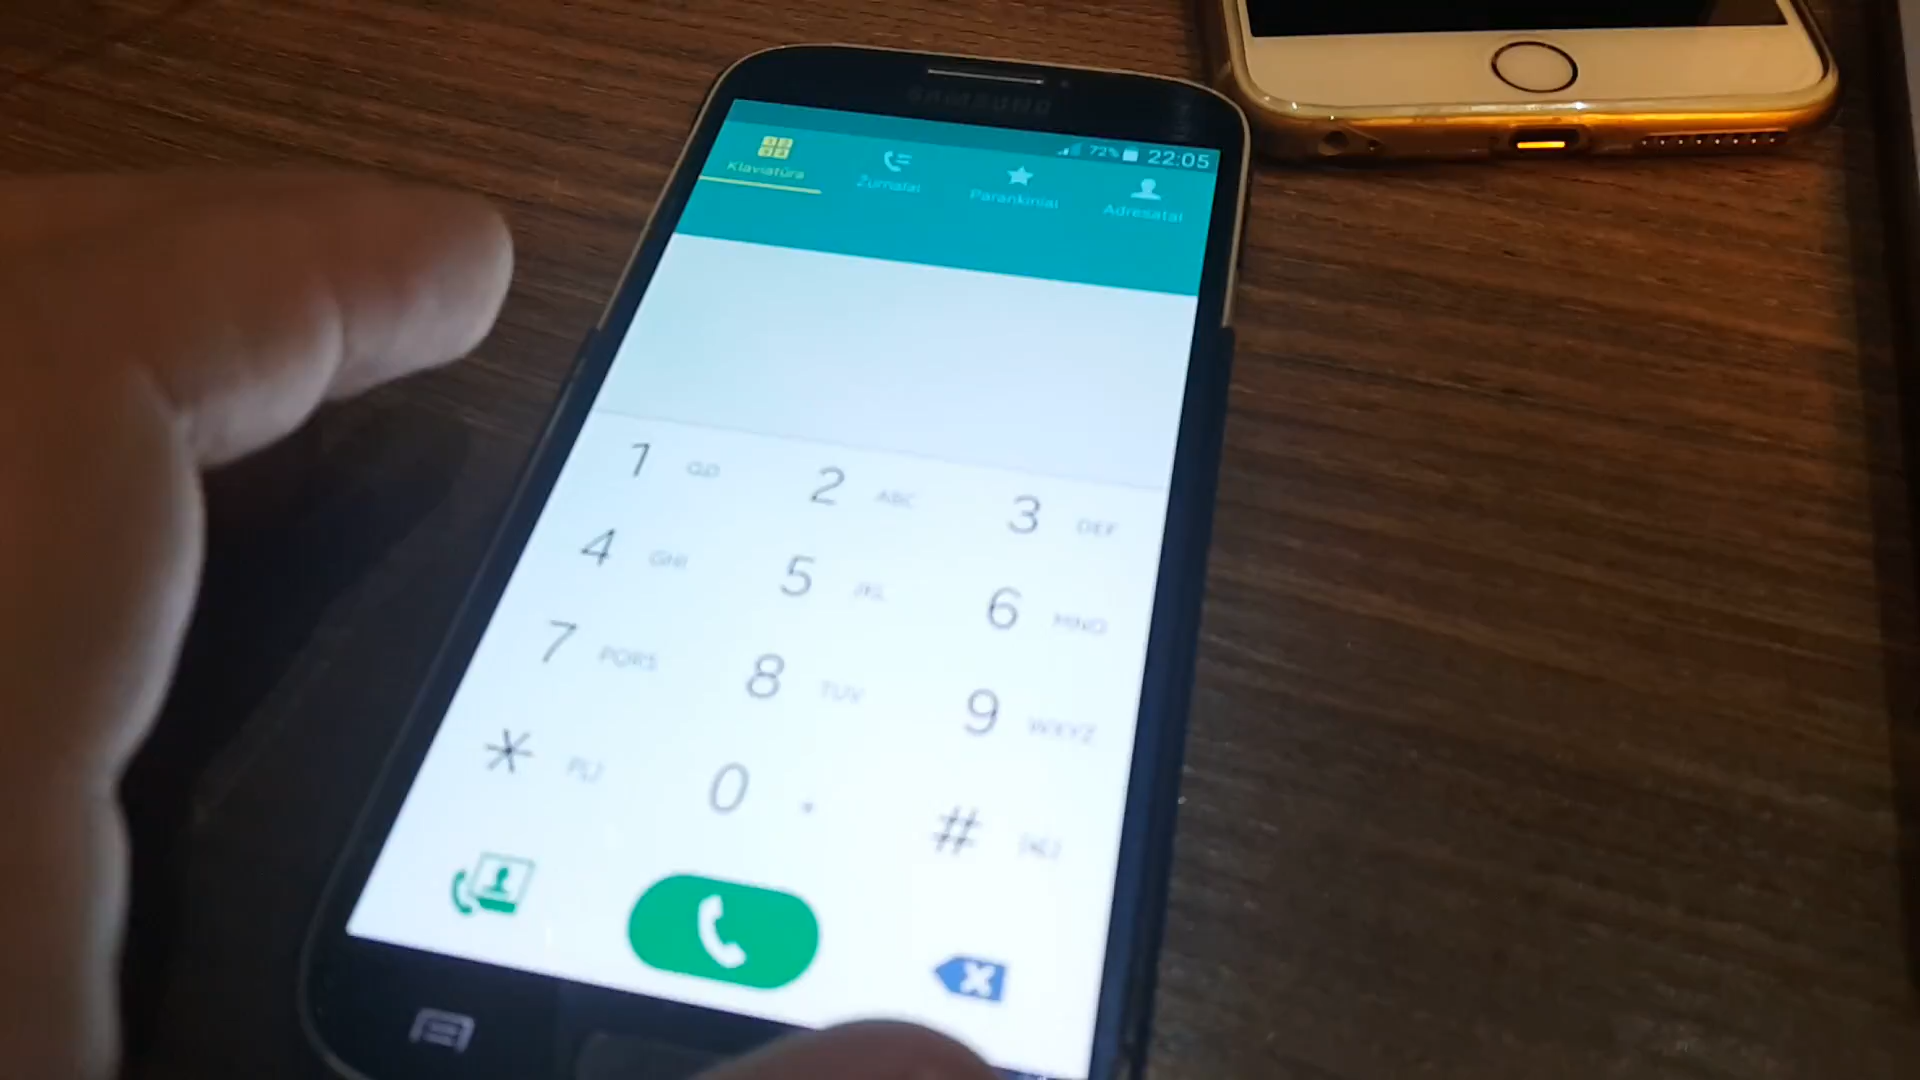 SAMSUNG
72% 22:05
Klaviatūra Žurnalai Parankiniai Adresatai
1 2 ABC 3 DEF
4 GHI 5 JKL 6 MNO
7 PQRS 8 TUV 9 WXYZ
* 0 #